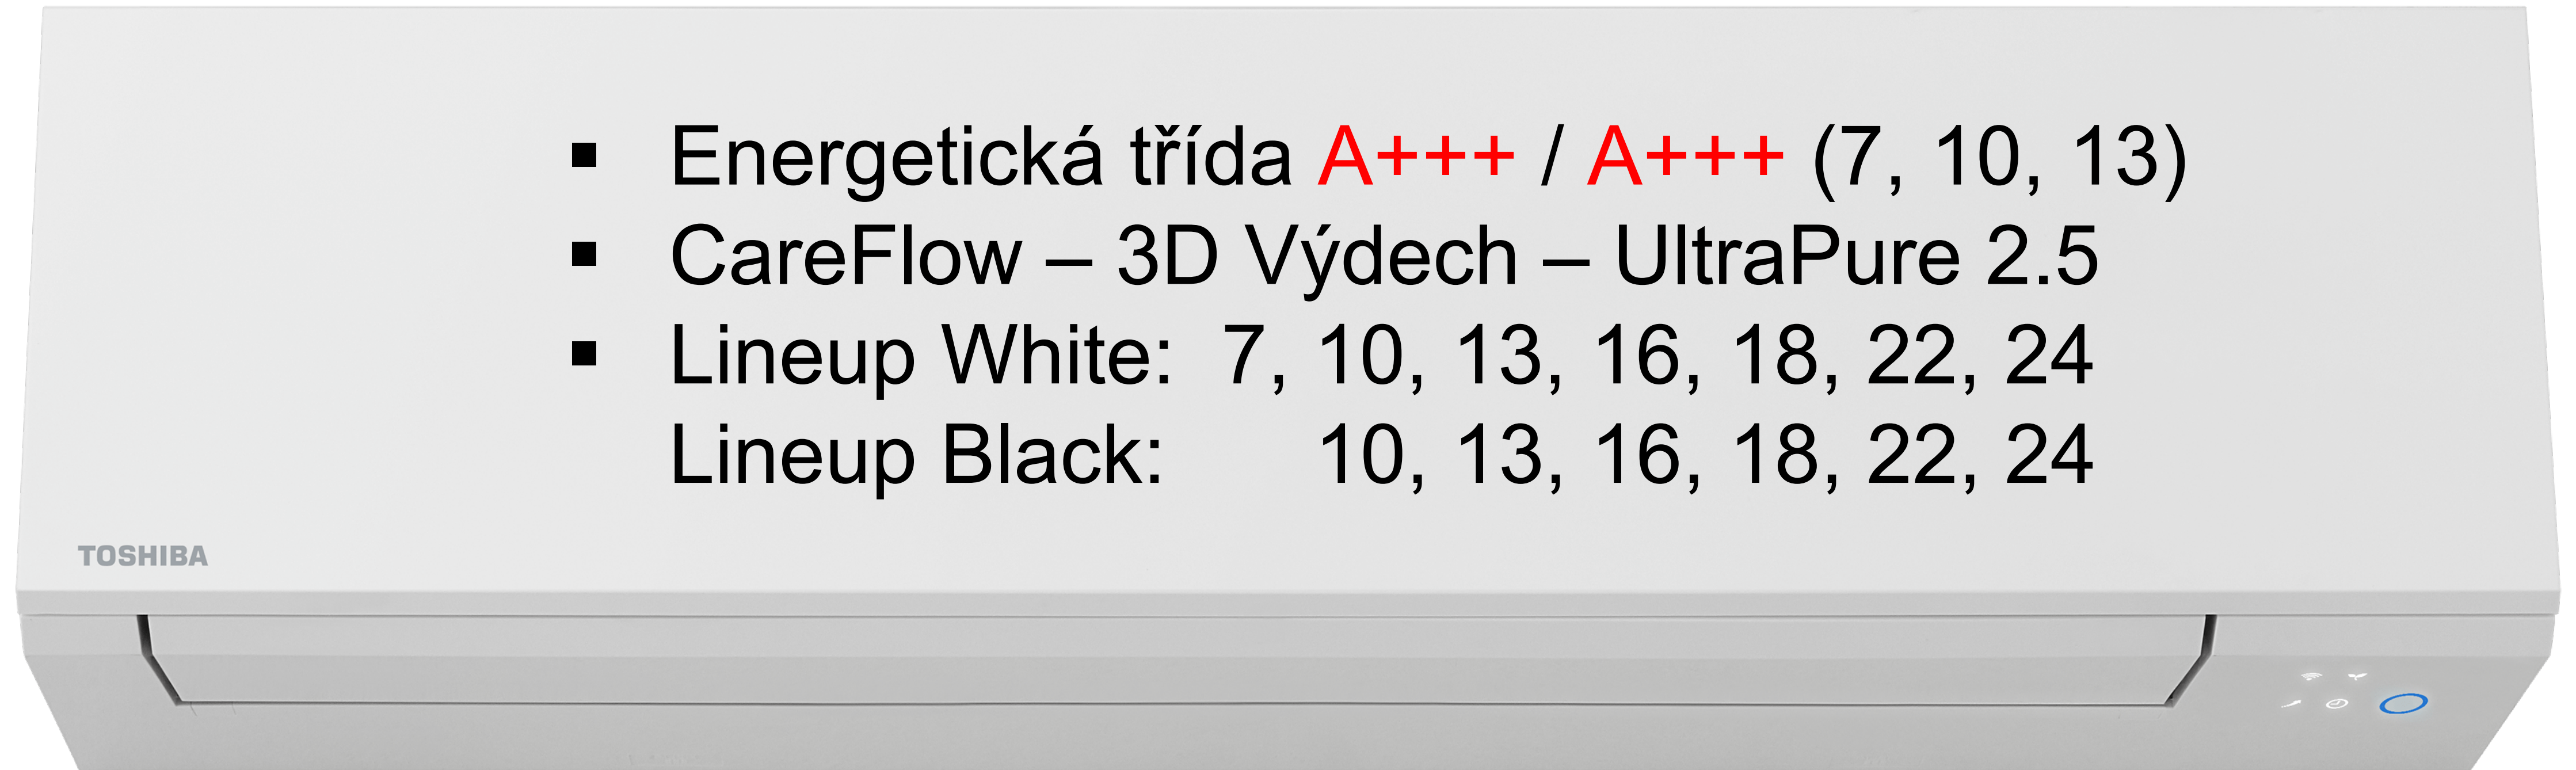 ▪ Energetická třída A+++ / A+++ (7, 10, 13)
▪ CareFlow – 3D Výdech – UltraPure 2.5
▪ Lineup White: 7, 10, 13, 16, 18, 22, 24
Lineup Black: 10, 13, 16, 18, 22, 24
TOSHIBA